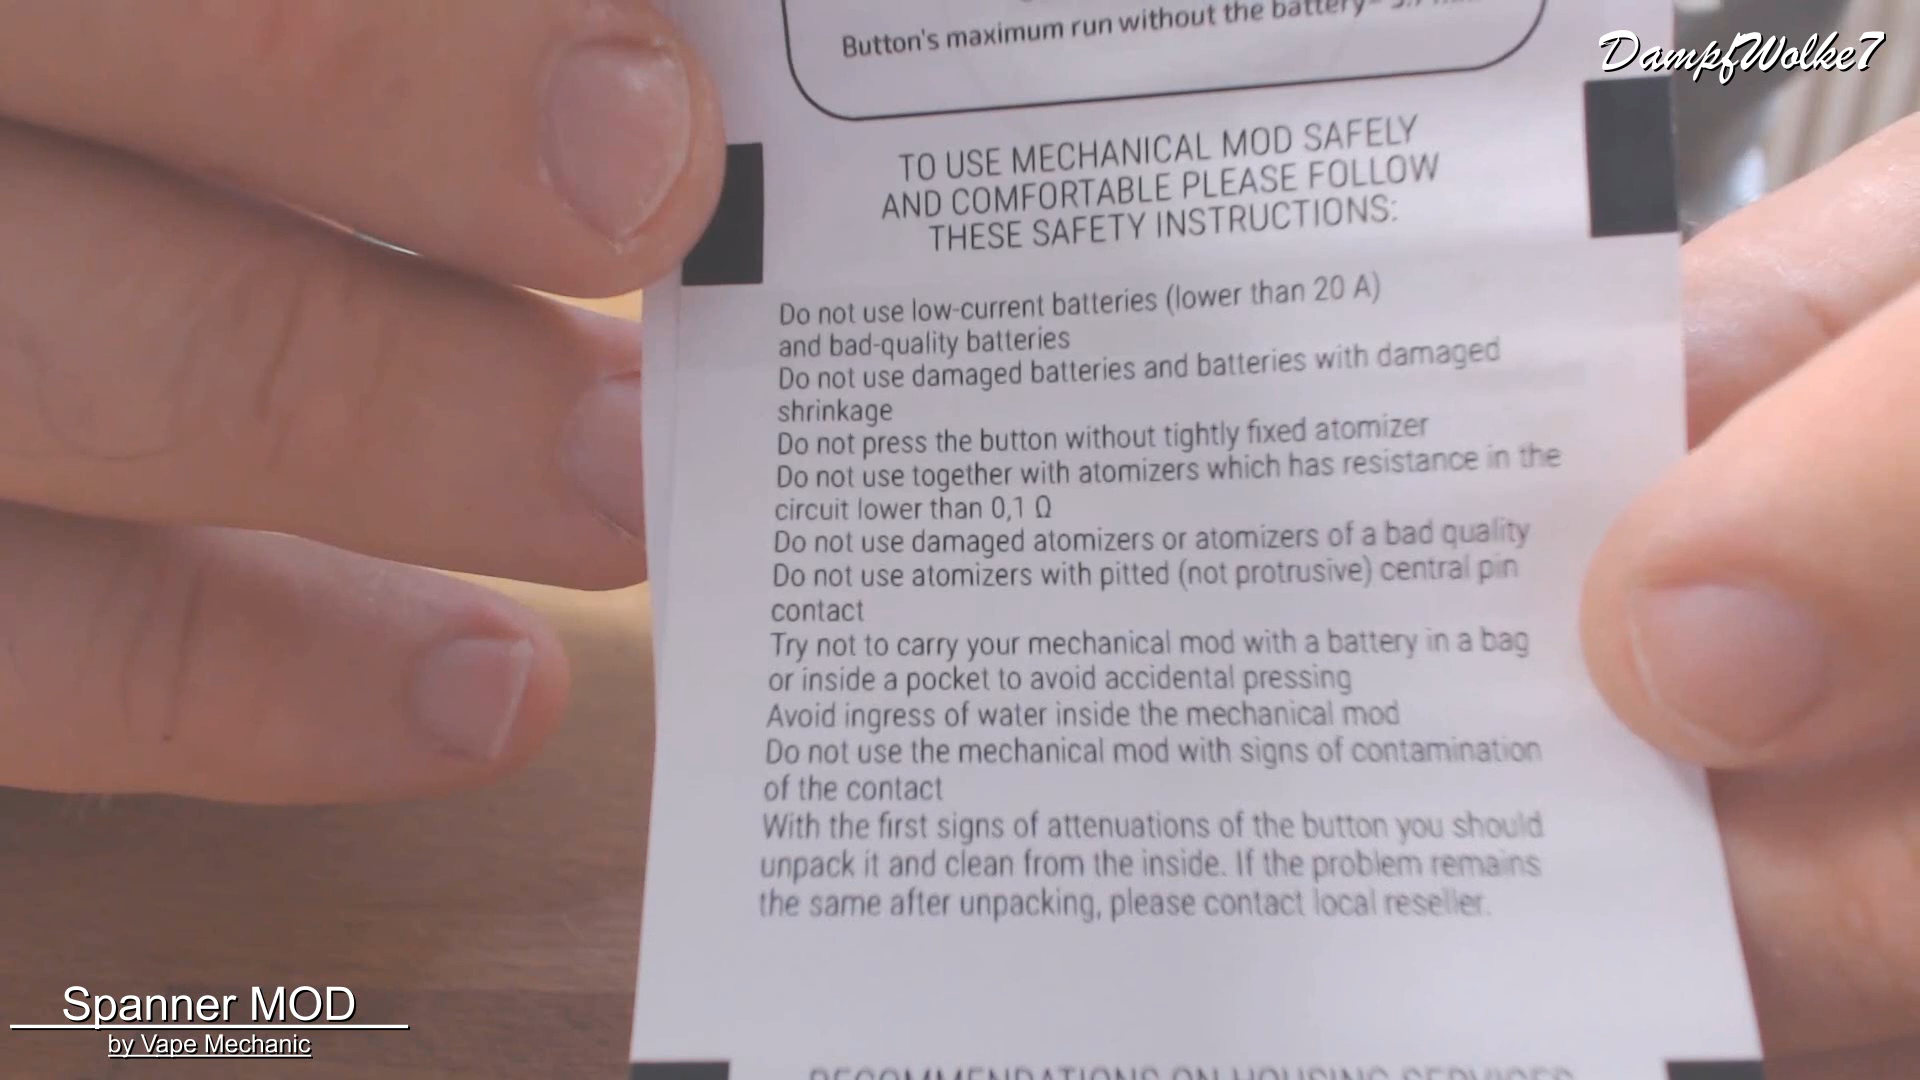 Button's maximum run without the battery-
DampfWolke7
TO USE MECHANICAL MOD SAFELY
AND COMFORTABLE PLEASE FOLLOW
THESE SAFETY INSTRUCTIONS:
Do not use low-current batteries (lower than 20 A)
and bad-quality batteries
Do not use damaged batteries and batteries with damaged
shrinkage
Do not press the button without tightly fixed atomizer
Do not use together with atomizers which has resistance in the
circuit lower than 0,1 Ω
Do not use damaged atomizers or atomizers of a bad quality
Do not use atomizers with pitted (not protrusive) central pin
contact
Try not to carry your mechanical mod with a battery in a bag
or inside a pocket to avoid accidental pressing
Avoid ingress of water inside the mechanical mod
Do not use the mechanical mod with signs of contamination
of the contact
With the first signs of attenuations of the button you should
unpack it and clean from the inside. If the problem remains
the same after unpacking, please contact local reseller.
RECOMMENDATIONS ON HOUSING SERVICES
Spanner MOD
by Vape Mechanic